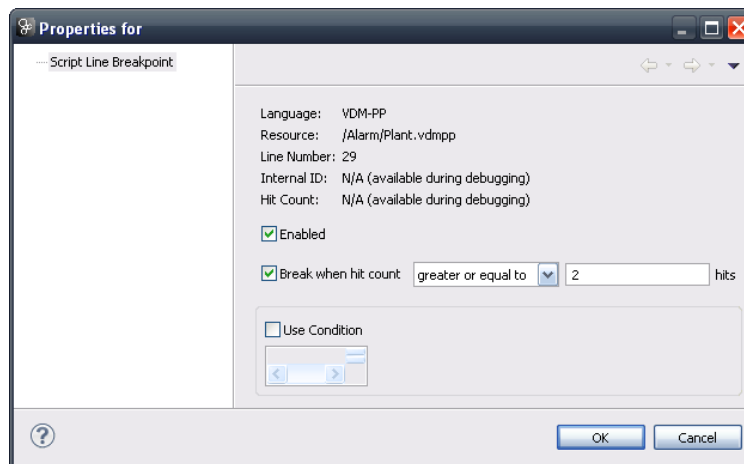 Properties for
Script Line Breakpoint
Language: VDM-PP
Resource: /Alarm/Plant.vdmpp
Line Number: 29
Internal ID: N/A (available during debugging)
Hit Count: N/A (available during debugging)
Enabled
Break when hit count greater or equal to 2 hits
Use Condition
? OK Cancel